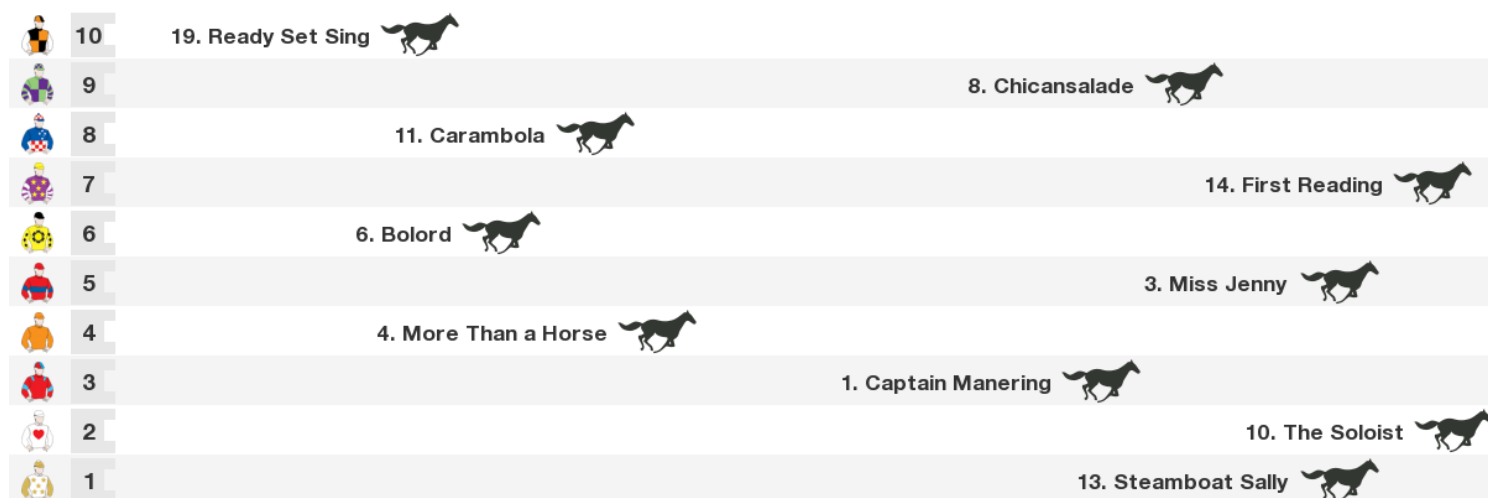 10 19. Ready Set Sing
9 8. Chicansalade
8 11. Carambola
7 14. First Reading
6 6. Bolord
5 3. Miss Jenny
4 4. More Than a Horse
3 1. Captain Manering
2 10. The Soloist
1 13. Steamboat Sally